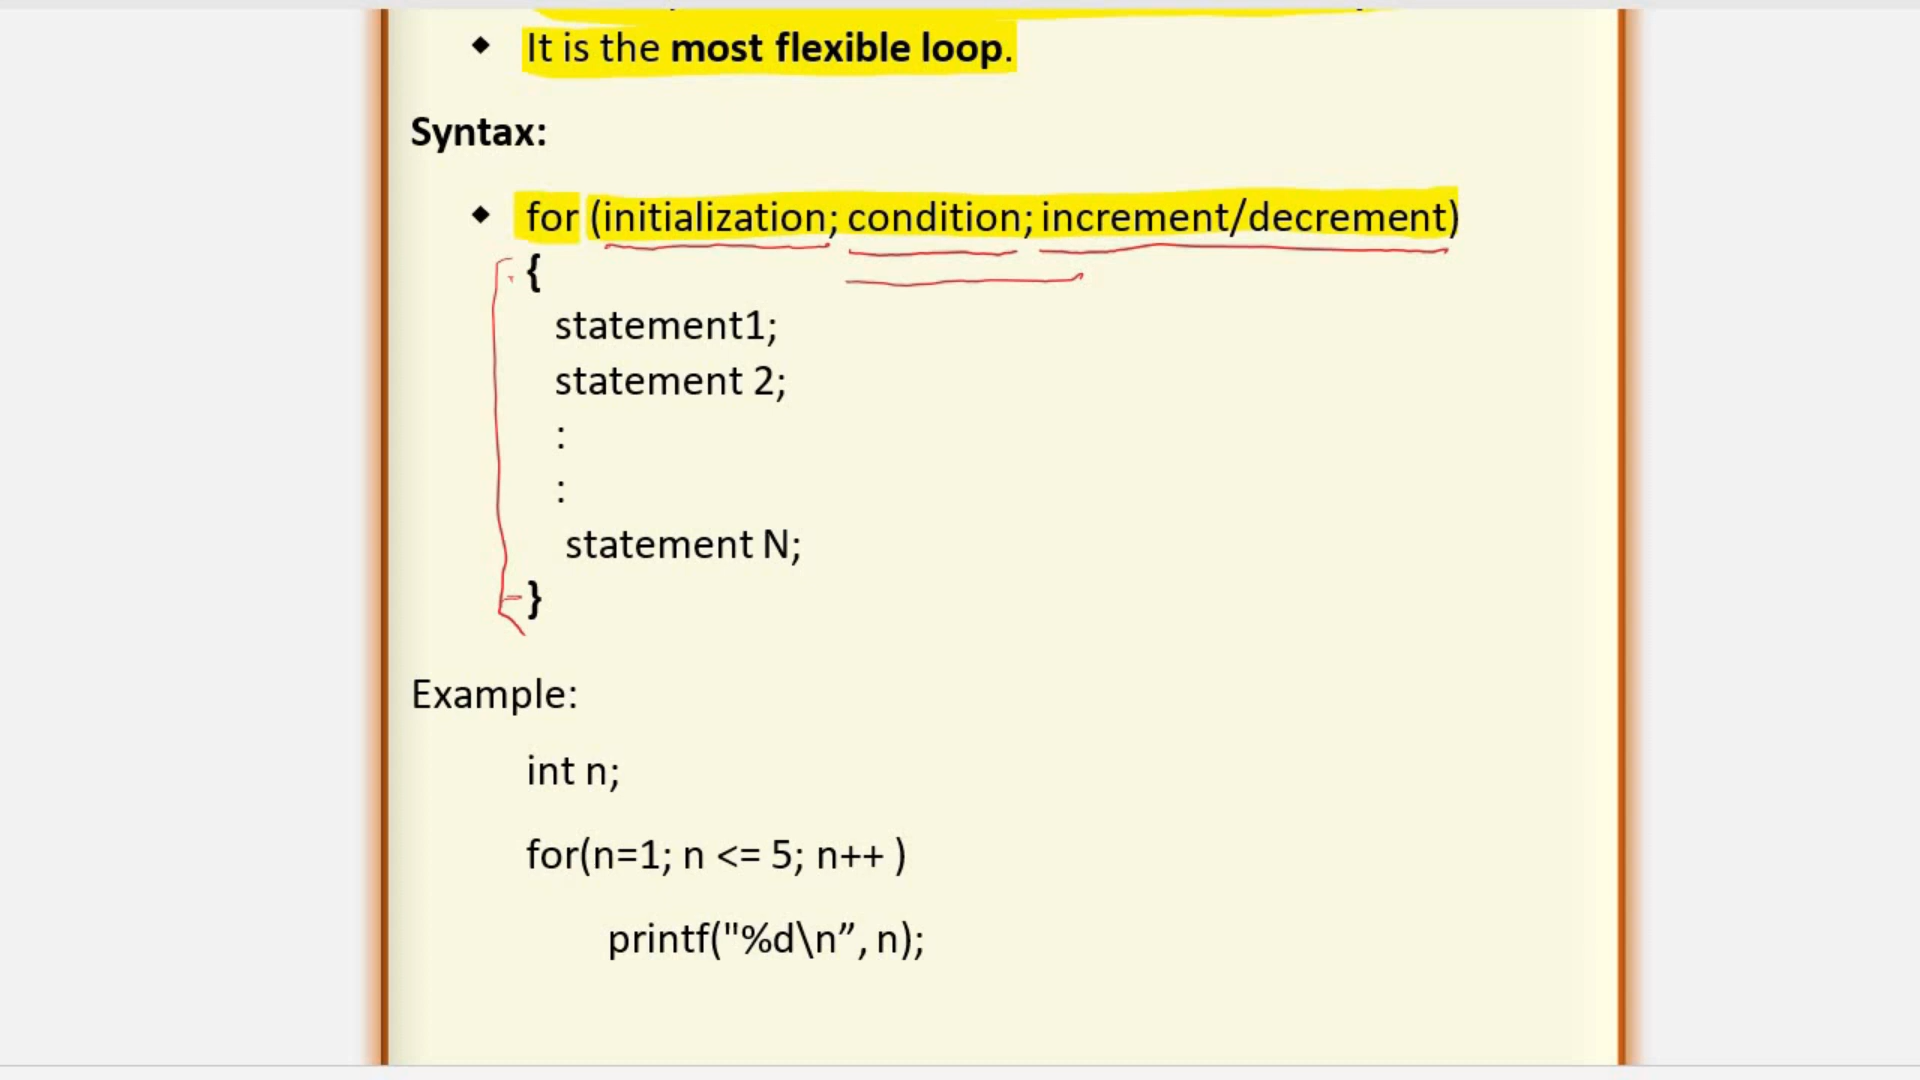 ◆ It is the most flexible loop.
Syntax:
◆ for (initialization; condition; increment/decrement)
{
statement1;
statement 2;
:
:
statement N;
}
Example:
int n;
for(n=1; n <= 5; n++ )
printf("%d\n”, n);